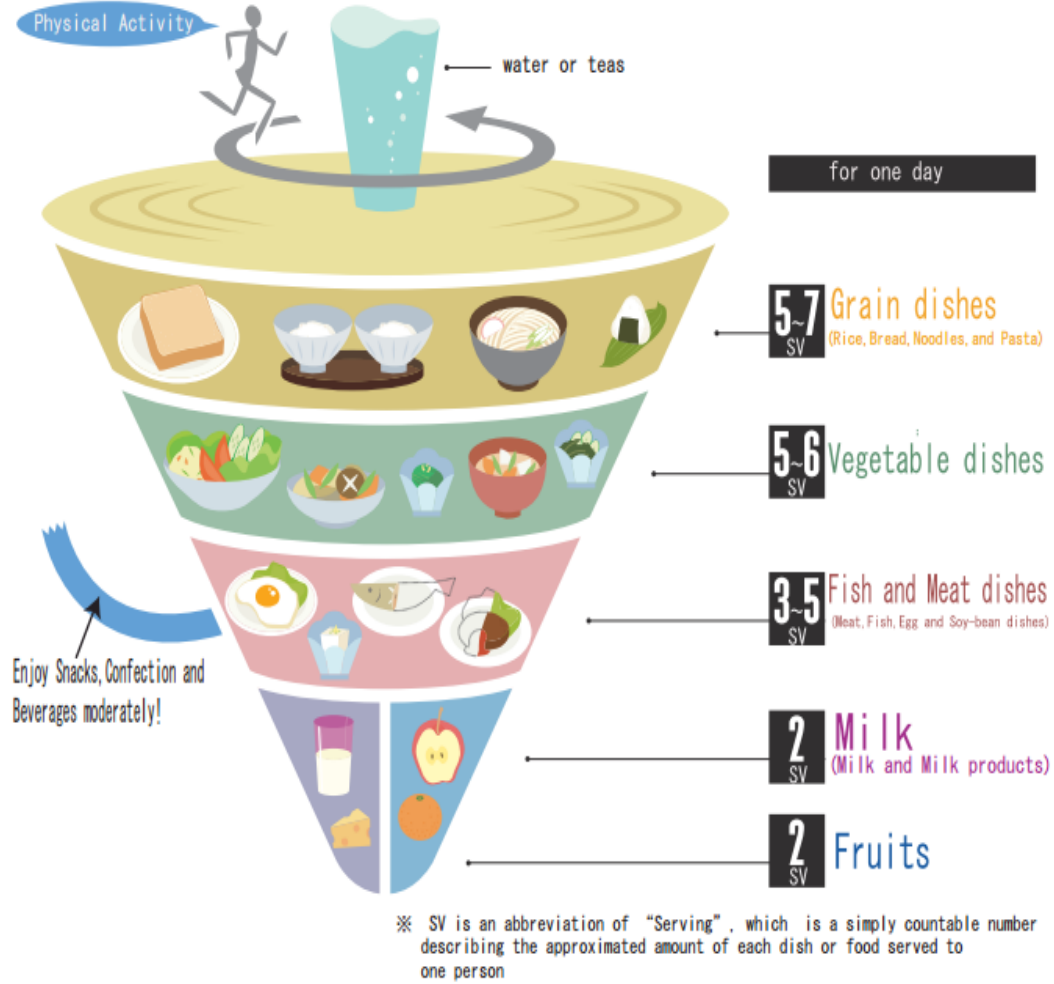 Physical Activity
water or teas
for one day
5~7
SV
Grain dishes
(Rice, Bread, Noodles, and Pasta)
5~6
SV
Vegetable dishes
3~5
SV
Fish and Meat dishes
(Meat, Fish, Egg and Soy-bean dishes)
Enjoy Snacks, Confection and
Beverages moderately!
2
SV
Milk
(Milk and Milk products)
2
SV
Fruits
※ SV is an abbreviation of “Serving”, which is a simply countable number
describing the approximated amount of each dish or food served to
one person